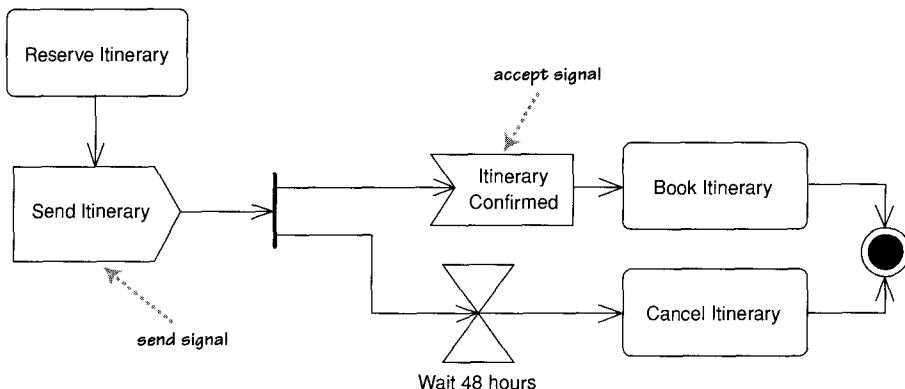 Reserve Itinerary
accept signal
Send Itinerary
Itinerary
Confirmed
Book Itinerary
Cancel Itinerary
send signal
Wait 48 hours